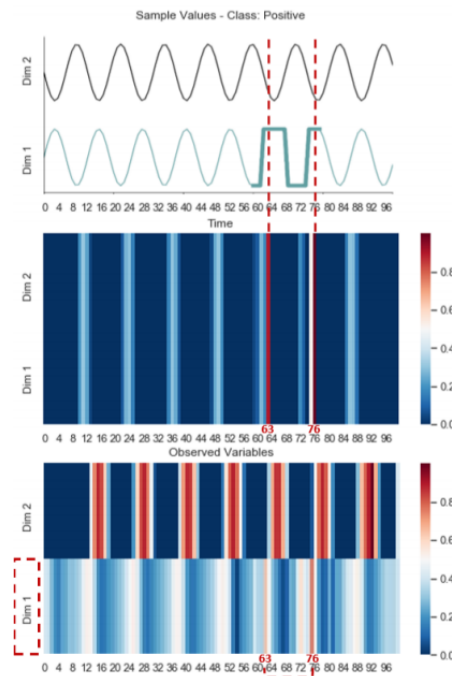 Sample Values - Class: Positive
Dim 2
Dim 1
0 4 8 12 16 20 24 28 32 36 40 44 48 52 56 60 64 68 72 76 80 84 88 92 96
Time
Dim 2
Dim 1
0.8
0.6
0.4
0.2
0.0
63 76
0 4 8 12 16 20 24 28 32 36 40 44 48 52 56 60 64 68 72 76 80 84 88 92 96
Observed Variables
Dim 2
Dim 1
0.8
0.6
0.4
0.2
0.0
63 76
0 4 8 12 16 20 24 28 32 36 40 44 48 52 56 60 64 68 72 76 80 84 88 92 96